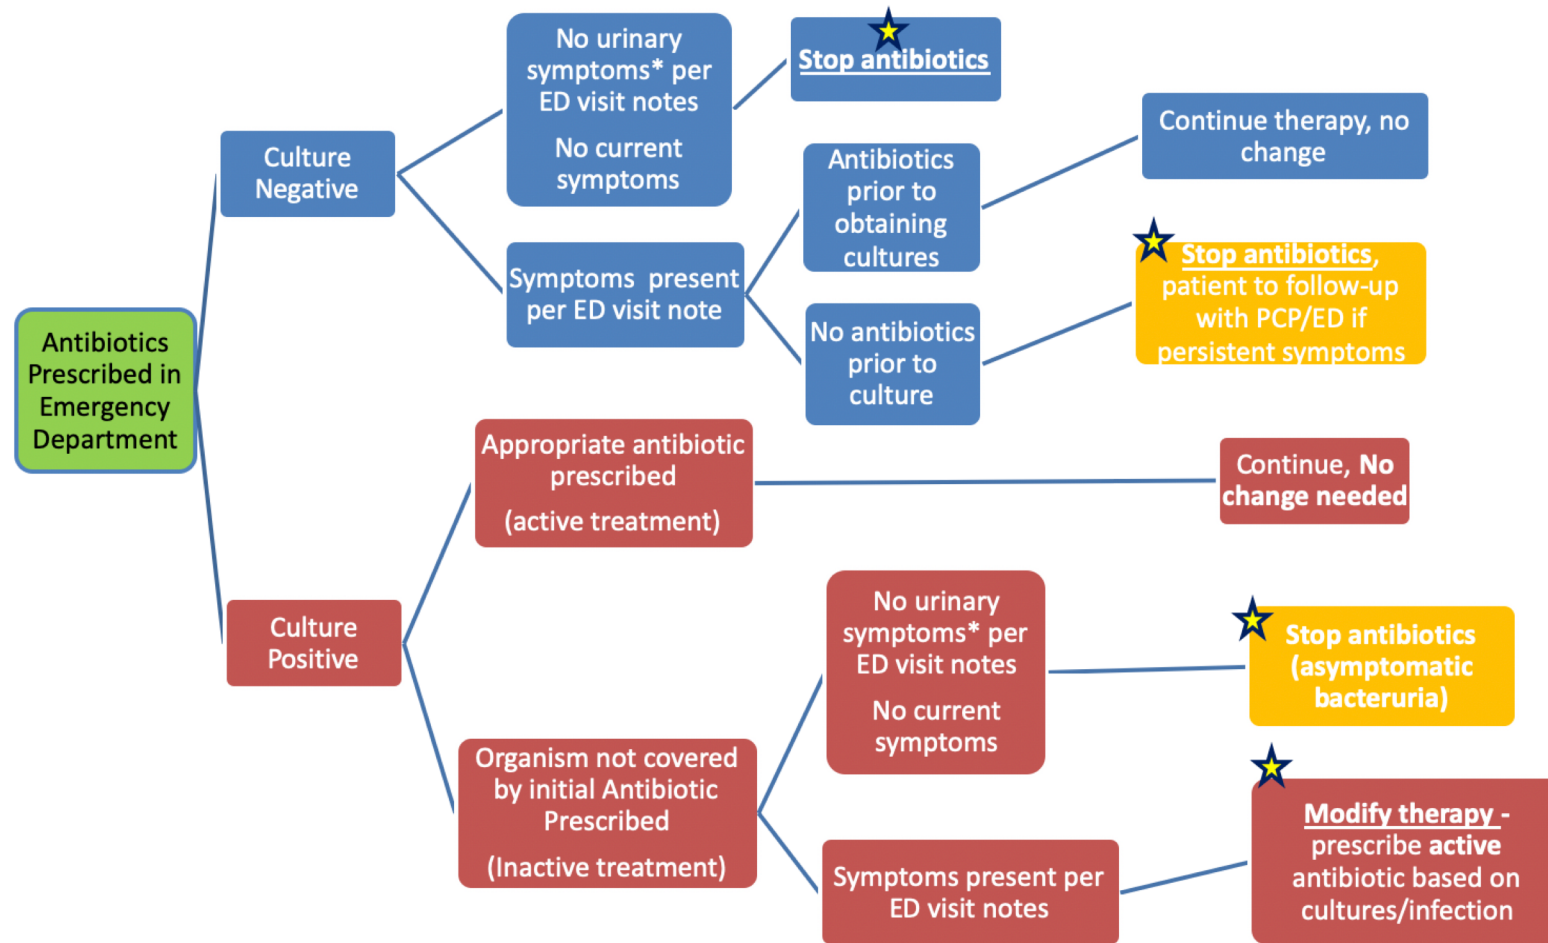 Antibiotics
Prescribed in
Emergency
Department
Culture
Negative
No urinary
symptoms* per
ED visit notes
No current
symptoms
Stop antibiotics
Symptoms present
per ED visit note
Antibiotics
prior to
obtaining
cultures
Continue therapy, no
change
No antibiotics
prior to
culture
Stop antibiotics,
patient to follow-up
with PCP/ED if
persistent symptoms
Culture
Positive
Appropriate antibiotic
prescribed
(active treatment)
Continue, No
change needed
Organism not covered
by initial Antibiotic
Prescribed
(Inactive treatment)
No urinary
symptoms* per
ED visit notes
No current
symptoms
Stop antibiotics
(asymptomatic
bacteruria)
Symptoms present per
ED visit notes
Modify therapy -
prescribe active
antibiotic based on
cultures/infection